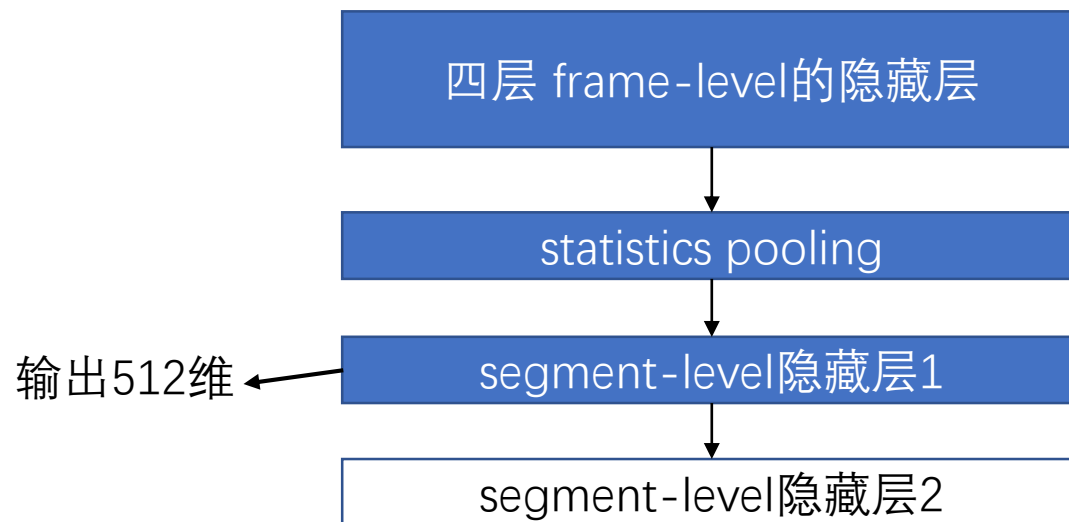 四层 frame-level的隐藏层
statistics pooling
segment-level隐藏层1
输出512维
segment-level隐藏层2